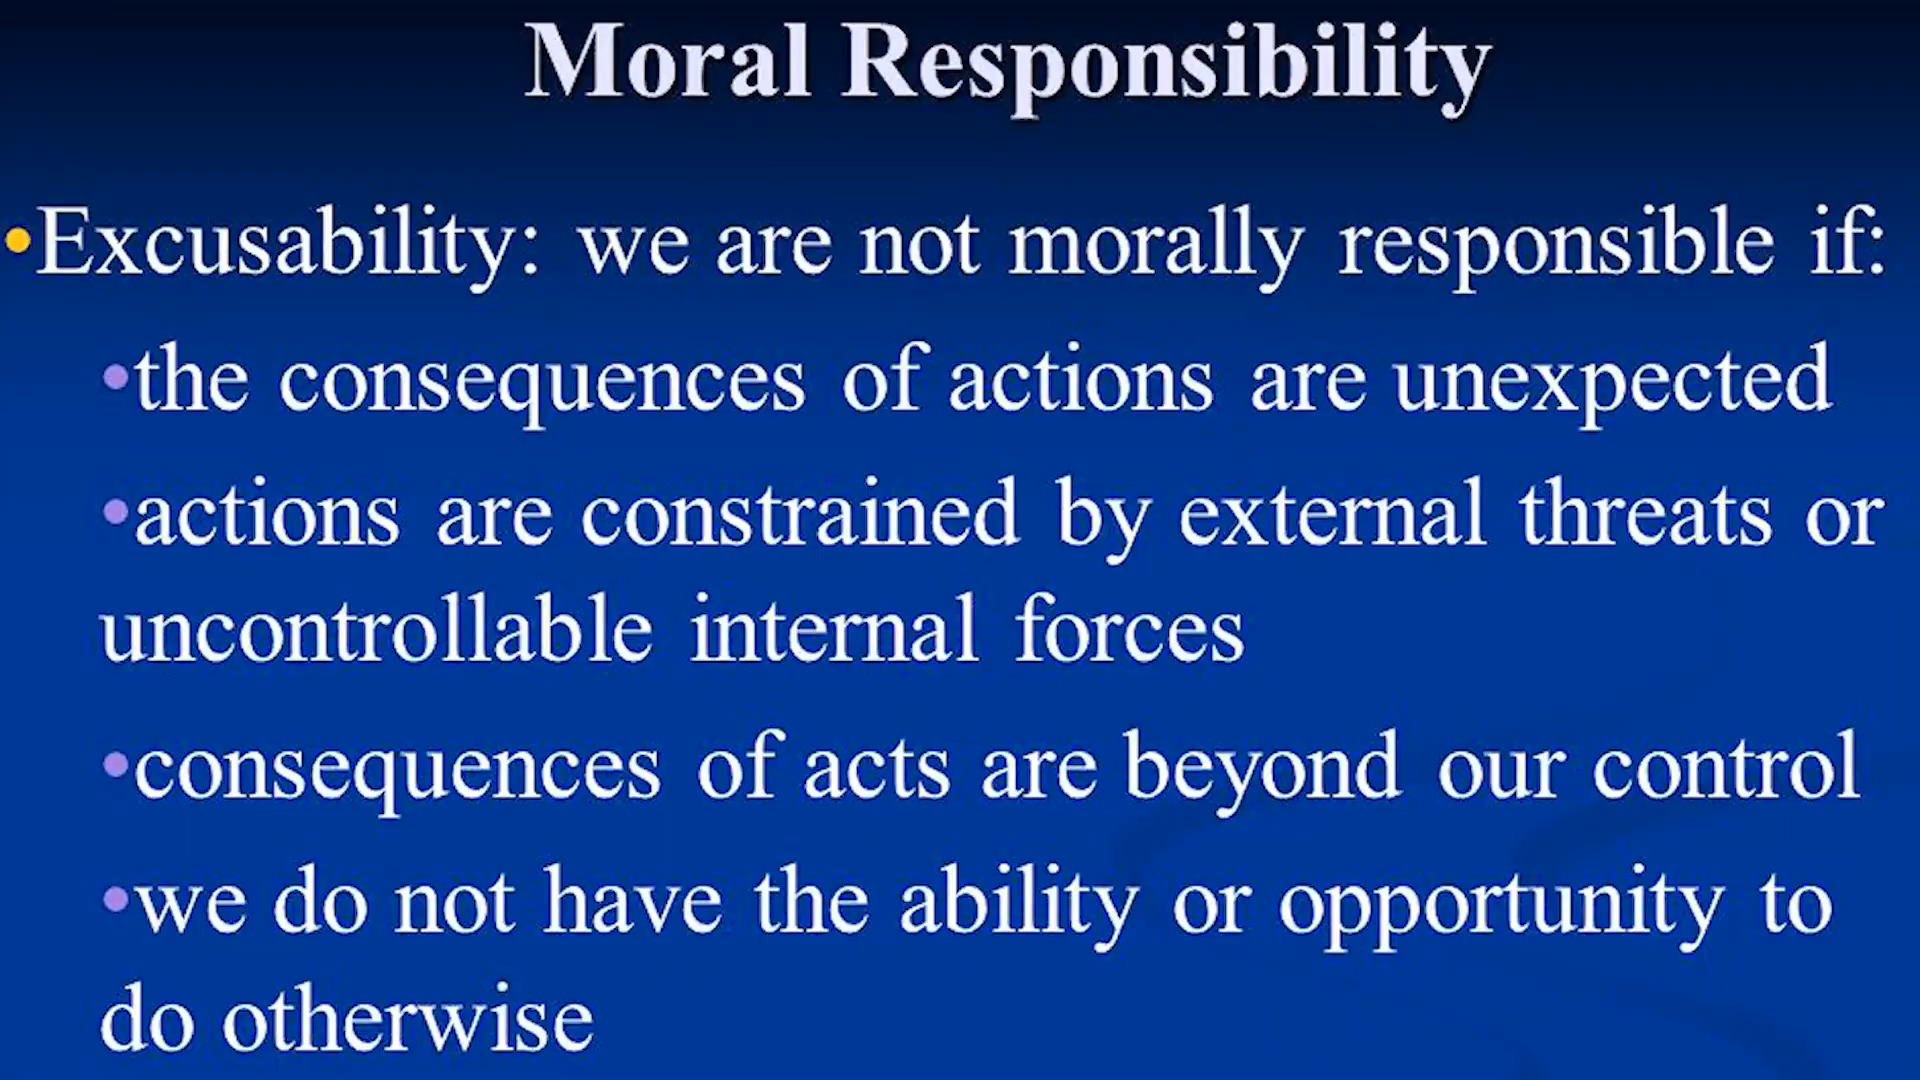 Moral Responsibility
•Excusability: we are not morally responsible if:
•the consequences of actions are unexpected
•actions are constrained by external threats or
uncontrollable internal forces
•consequences of acts are beyond our control
•we do not have the ability or opportunity to
do otherwise